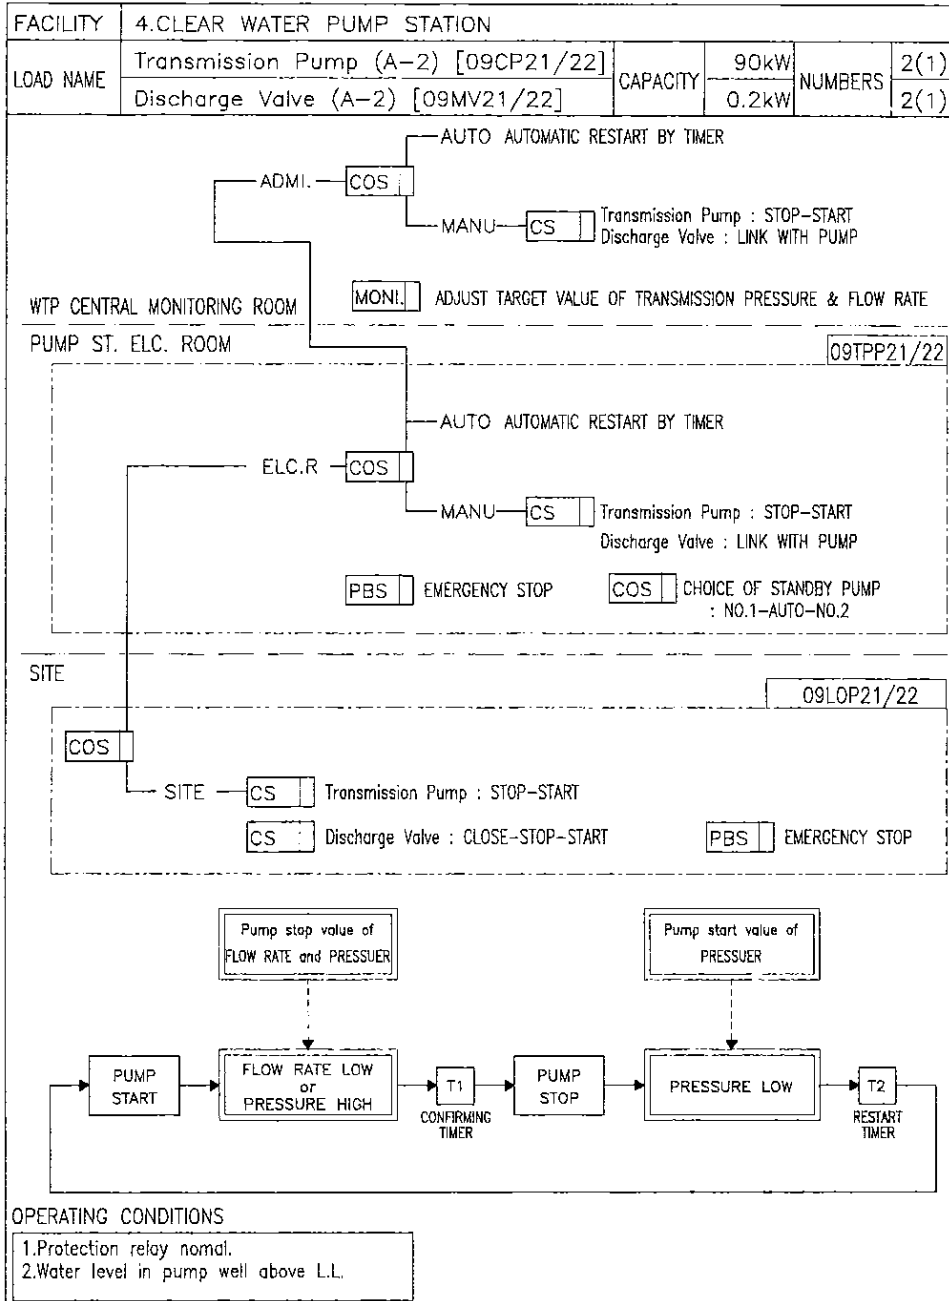 FACILITY 4.CLEAR WATER PUMP STATION
LOAD NAME Transmission Pump (A-2) [09CP21/22] CAPACITY 90kW NUMBERS 2(1)
Discharge Valve (A-2) [09MV21/22] 0.2kW 2(1)
AUTO AUTOMATIC RESTART BY TIMER
ADMI. COS
MANU CS Transmission Pump : STOP-START
Discharge Valve : LINK WITH PUMP
MONI. ADJUST TARGET VALUE OF TRANSMISSION PRESSURE & FLOW RATE
WTP CENTRAL MONITORING ROOM
PUMP ST. ELC. ROOM
09TPP21/22
AUTO AUTOMATIC RESTART BY TIMER
ELC.R COS
MANU CS Transmission Pump : STOP-START
Discharge Valve : LINK WITH PUMP
PBS EMERGENCY STOP COS CHOICE OF STANDBY PUMP
: NO.1-AUTO-NO.2
SITE
09LOP21/22
COS
SITE CS Transmission Pump : STOP-START
CS Discharge Valve : CLOSE-STOP-START PBS EMERGENCY STOP
Pump stop value of
FLOW RATE and PRESSUER
Pump start value of
PRESSUER
PUMP
START
FLOW RATE LOW
or
PRESSURE HIGH
T1
CONFIRMING
TIMER
PUMP
STOP
PRESSURE LOW
T2
RESTART
TIMER
OPERATING CONDITIONS
1.Protection relay nomal.
2.Water level in pump well above L.L.